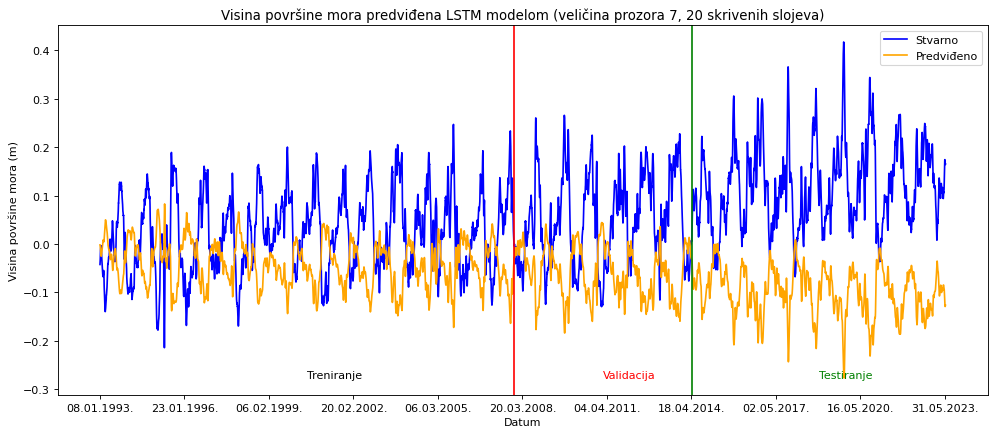 Visina površine mora predviđena LSTM modelom (veličina prozora 7, 20 skrivenih slojeva)
Stvarno
Predviđeno
Visina površine mora (m)
0.4
0.3
0.2
0.1
0.0
−0.1
−0.2
−0.3
Treniranje
Validacija
Testiranje
08.01.1993.
23.01.1996.
06.02.1999.
20.02.2002.
06.03.2005.
20.03.2008.
04.04.2011.
18.04.2014.
02.05.2017.
16.05.2020.
31.05.2023.
Datum